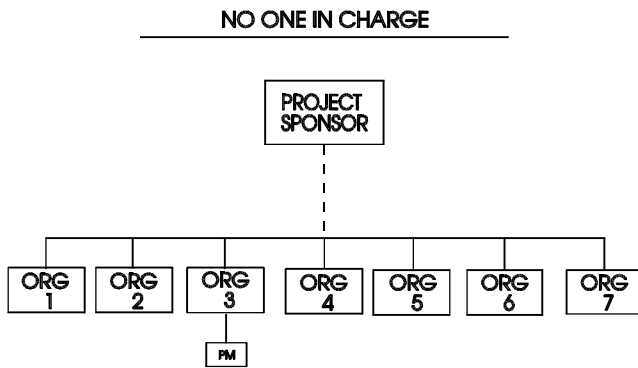 NO ONE IN CHARGE
PROJECT
SPONSOR
ORG
1
ORG
2
ORG
3
ORG
4
ORG
5
ORG
6
ORG
7
PM